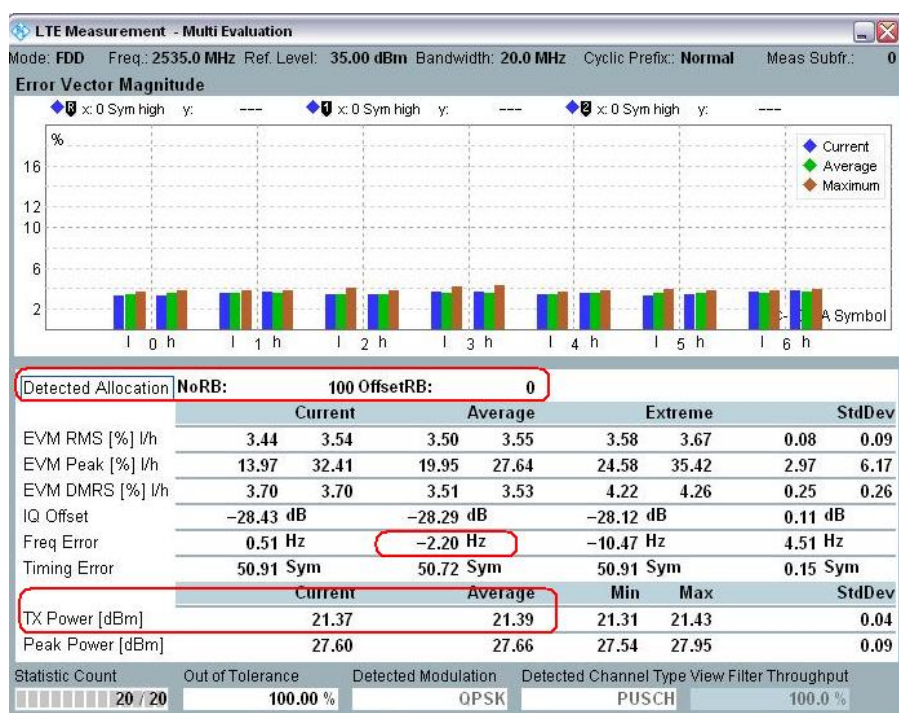 LTE Measurement - Multi Evaluation
Mode: FDD Freq.: 2535.0 MHz Ref. Level: 35.00 dBm Bandwidth: 20.0 MHz Cyclic Prefix: Normal Meas Subfr.: 0
Error Vector Magnitude
R x: 0 Sym high y: --- 1 x: 0 Sym high y: --- 2 x: 0 Sym high y: ---
%
Current
Average
Maximum
16
12
10
6
2
A Symbol
l 0 h l 1 h l 2 h l 3 h l 4 h l 5 h l 6 h
Detected Allocation NoRB: 100 OffsetRB: 0
Current Average Extreme StdDev
EVM RMS [%] l/h 3.44 3.54 3.50 3.55 3.58 3.67 0.08 0.09
EVM Peak [%] l/h 13.97 32.41 19.95 27.64 24.58 35.42 2.97 6.17
EVM DMRS [%] l/h 3.70 3.70 3.51 3.53 4.22 4.26 0.25 0.26
IQ Offset −28.43 dB −28.29 dB −28.12 dB 0.11 dB
Freq Error 0.51 Hz −2.20 Hz −10.47 Hz 4.51 Hz
Timing Error 50.91 Sym 50.72 Sym 50.91 Sym 0.15 Sym
Current Average Min Max StdDev
TX Power [dBm] 21.37 21.39 21.31 21.43 0.04
Peak Power [dBm] 27.60 27.66 27.54 27.95 0.09
Statistic Count Out of Tolerance Detected Modulation Detected Channel Type View Filter Throughput
20 / 20 100.00 % QPSK PUSCH 100.0 %